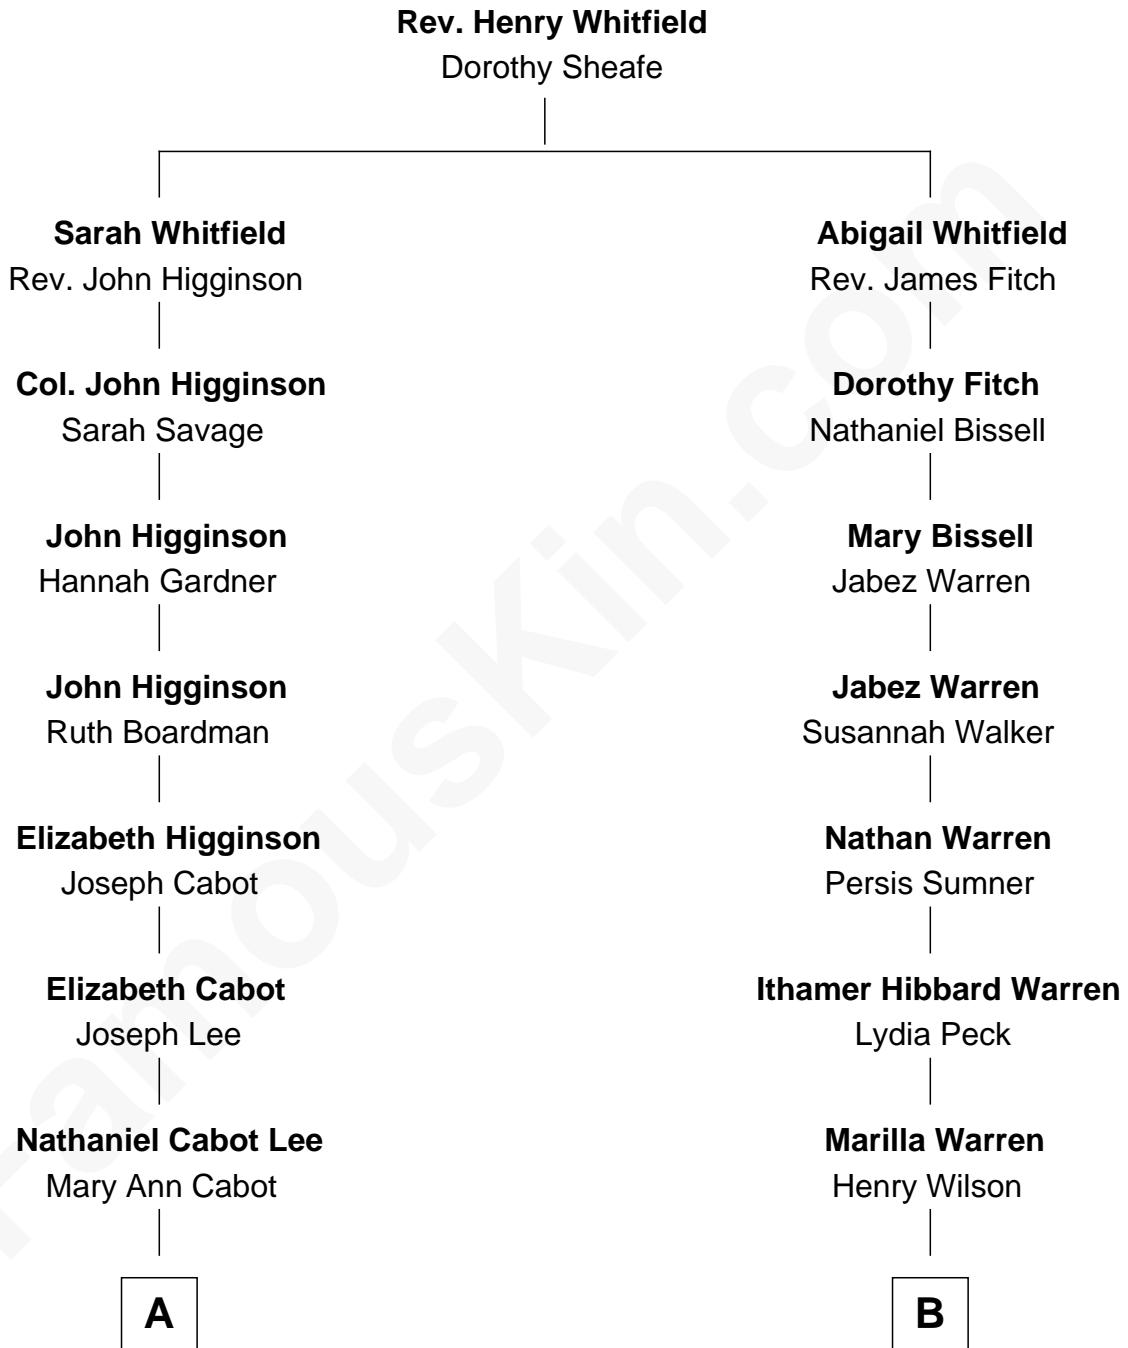 Rev. Henry Whitfield
Dorothy Sheafe
Sarah Whitfield
Rev. John Higginson
Abigail Whitfield
Rev. James Fitch
Col. John Higginson
Sarah Savage
Dorothy Fitch
Nathaniel Bissell
John Higginson
Hannah Gardner
Mary Bissell
Jabez Warren
John Higginson
Ruth Boardman
Jabez Warren
Susannah Walker
Elizabeth Higginson
Joseph Cabot
Nathan Warren
Persis Sumner
Elizabeth Cabot
Joseph Lee
Ithamer Hibbard Warren
Lydia Peck
Nathaniel Cabot Lee
Mary Ann Cabot
Marilla Warren
Henry Wilson
A
B
FamousKin.com